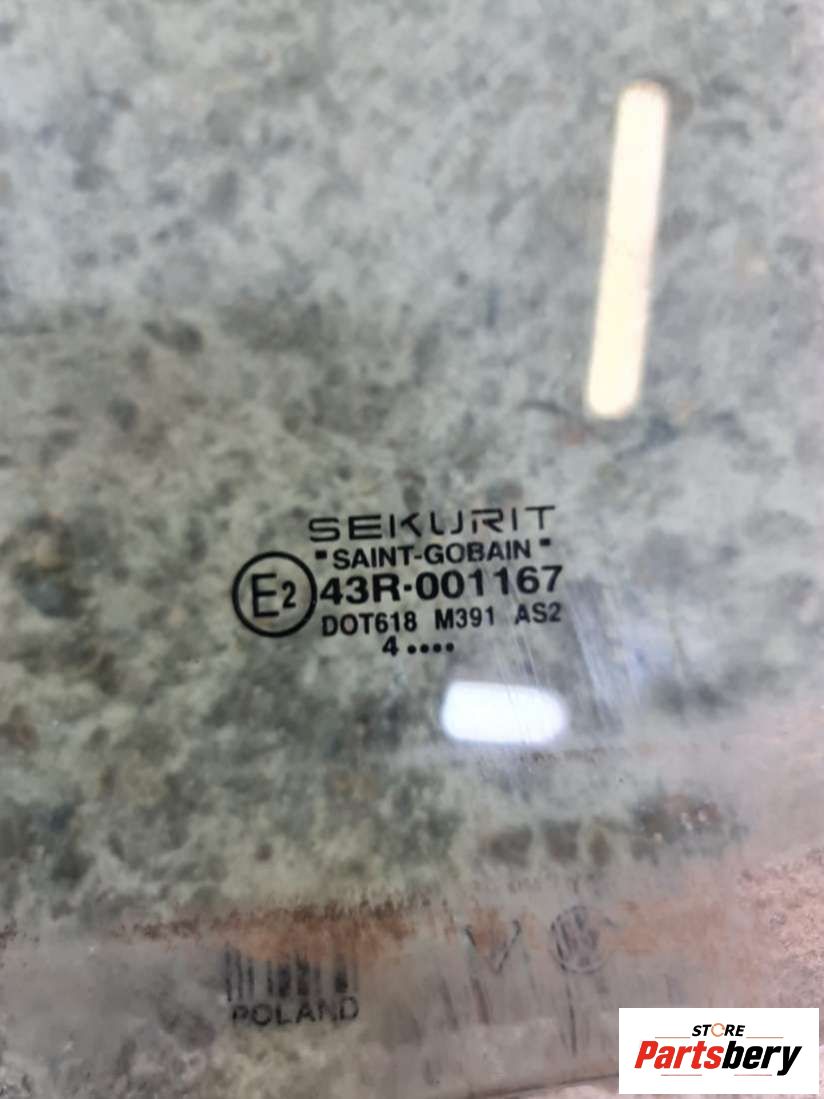 SEKURIT
"SAINT-GOBAIN"
E2 43R-001167
DOT618 M391 AS2
4 ••••
POLAND
STORE
Partsbery